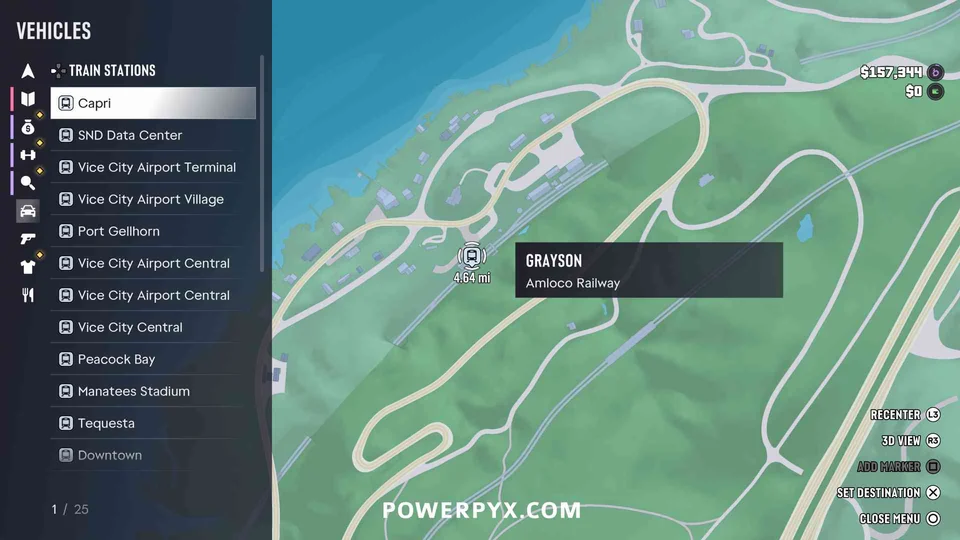 VEHICLES
TRAIN STATIONS
Capri
SND Data Center
Vice City Airport Terminal
Vice City Airport Village
Port Gellhorn
Vice City Airport Central
Vice City Airport Central
Vice City Central
Peacock Bay
Manatees Stadium
Tequesta
Downtown
1 / 25
$157,344
$0
4.64 mi
GRAYSON
Amloco Railway
RECENTER L3
3D VIEW R3
ADD MARKER
SET DESTINATION
CLOSE MENU
POWERPYX.COM